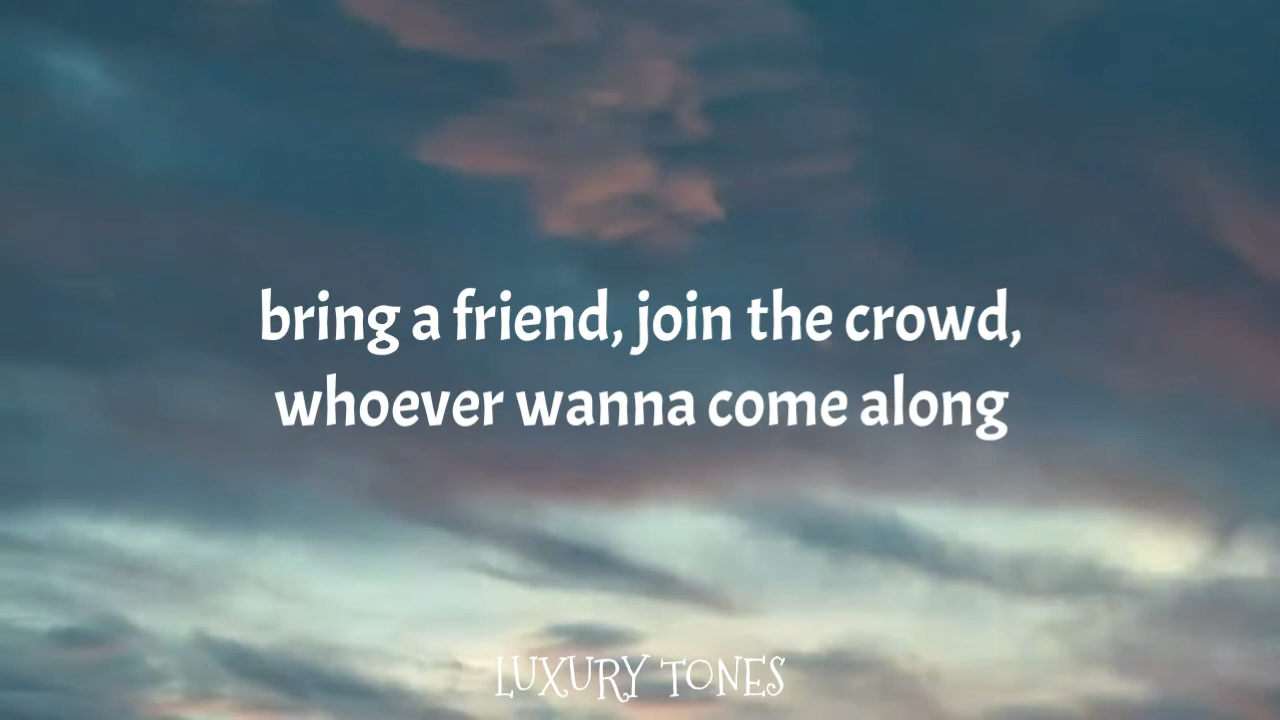 bring a friend, join the crowd,
whoever wanna come along
LUXURY TONES